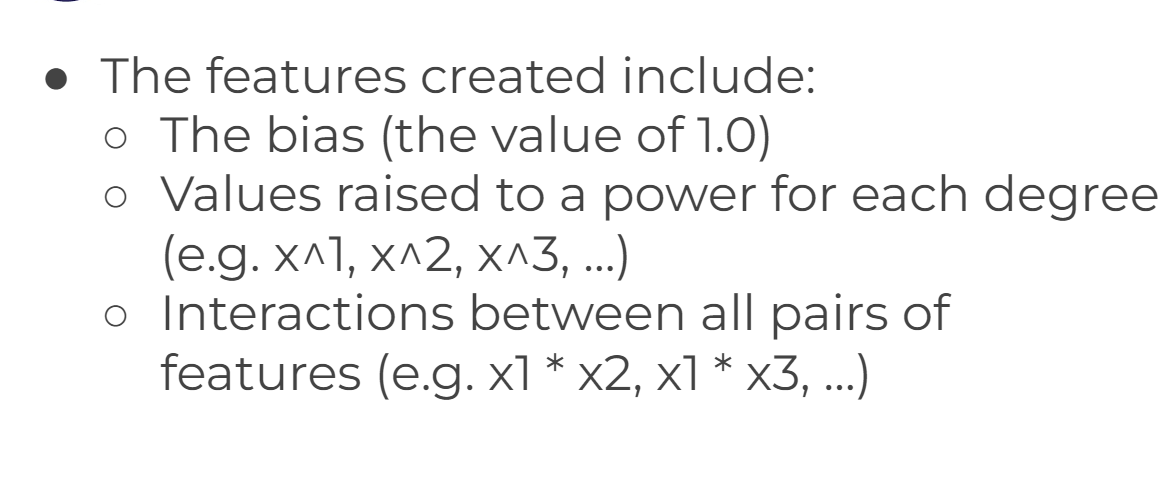 ● The features created include:
○ The bias (the value of 1.0)
○ Values raised to a power for each degree
(e.g. x^1, x^2, x^3, ...)
○ Interactions between all pairs of
features (e.g. x1 * x2, x1 * x3, ...)